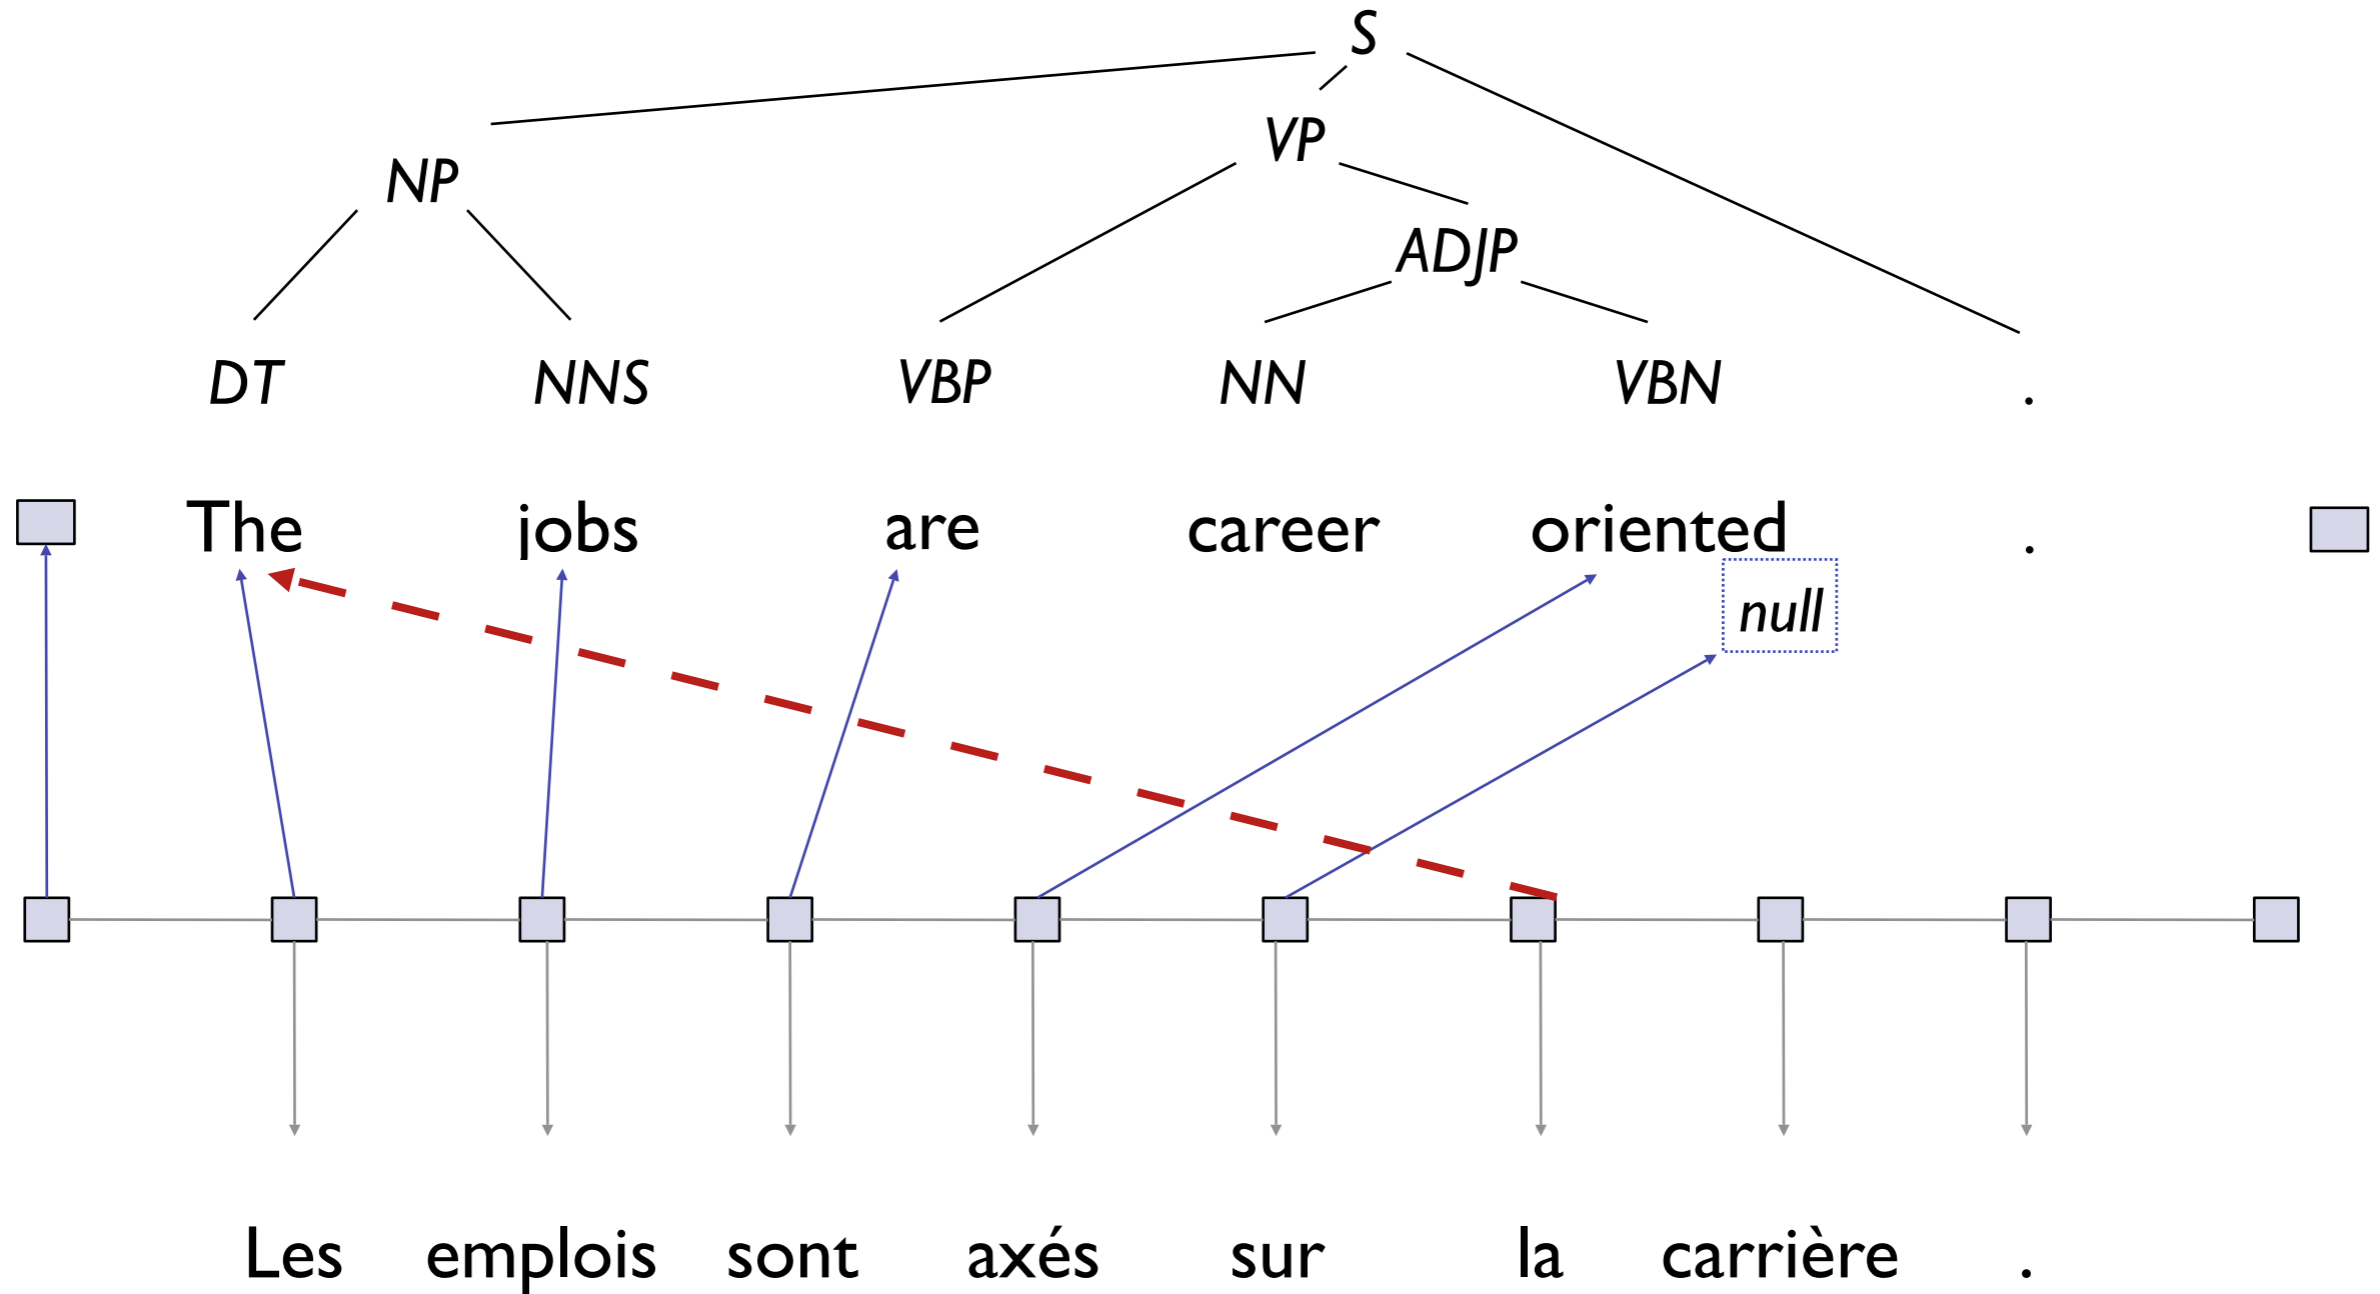 S
VP
NP
ADJP
DT NNS VBP NN VBN .
The jobs are career oriented .
null
Les emplois sont axés sur la carrière .